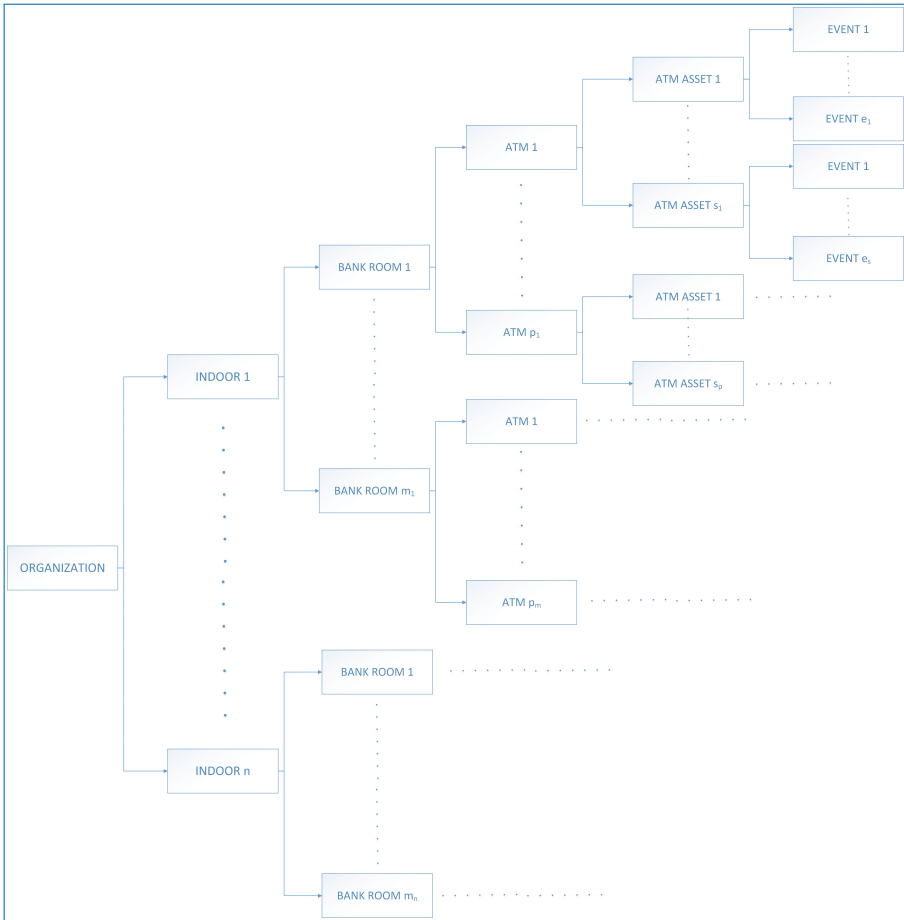 EVENT 1
ATM ASSET 1
EVENT e₁
ATM 1
EVENT 1
ATM ASSET s₁
EVENT eₛ
BANK ROOM 1
ATM ASSET 1
ATM p₁
INDOOR 1
ATM ASSET sₚ
ATM 1
BANK ROOM m₁
ORGANIZATION
ATM pₘ
BANK ROOM 1
INDOOR n
BANK ROOM mₙ